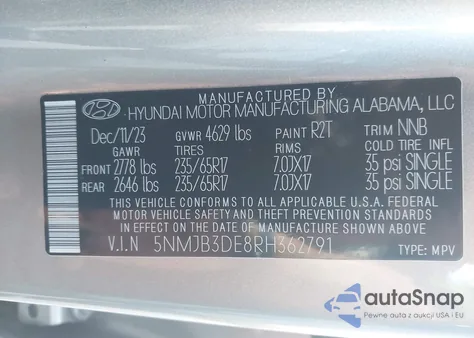 MANUFACTURED BY
HYUNDAI MOTOR MANUFACTURING ALABAMA, LLC
Dec/11/23 GVWR 4629 lbs PAINT R2T TRIM NNB
GAWR TIRES RIMS COLD TIRE INFL
FRONT 2778 lbs 235/65R17 7.0JX17 35 psi SINGLE
REAR 2646 lbs 235/65R17 7.0JX17 35 psi SINGLE
THIS VEHICLE CONFORMS TO ALL APPLICABLE U.S.A. FEDERAL
MOTOR VEHICLE SAFETY, BUMPER, AND THEFT PREVENTION
STANDARDS IN EFFECT ON THE DATE OF MANUFACTURE SHOWN ABOVE
V.I.N 5NMJB3DE8RH362791 TYPE: MPV
autoSnap
Pewne auta z aukcji USA i EU